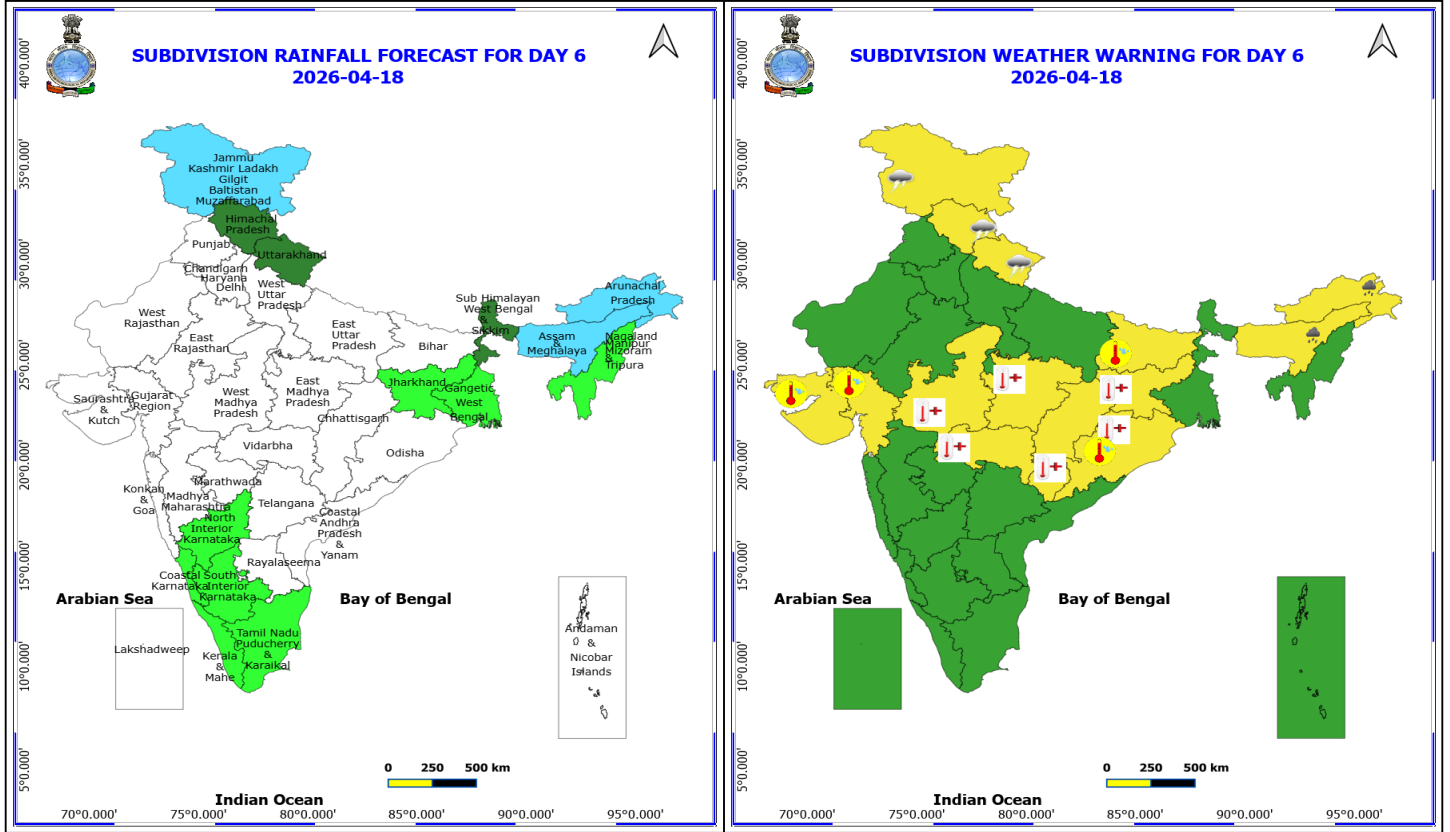 SUBDIVISION RAINFALL FORECAST FOR DAY 6
2026-04-18
40°0.000'
35°0.000'
30°0.000'
25°0.000'
20°0.000'
15°0.000'
10°0.000'
5°0.000'
Jammu
Kashmir Ladakh
Gilgit
Baltistan
Muzaffarabad
Himachal
Pradesh
Punjab
Uttarakhand
Chandigarh
Haryana
Delhi
West
Uttar
Pradesh
Arunachal
Pradesh
Sub Himalayan
West Bengal
&
Sikkim
West
Rajasthan
East
Rajasthan
East
Uttar
Pradesh
Bihar
Assam
&
Meghalaya
Nagaland
Manipur
Mizoram
&
Tripura
Saurashtra
&
Kutch
Gujarat
Region
West
Madhya
Pradesh
East
Madhya
Pradesh
Jharkhand
Gangetic
West
Bengal
Chhattisgarh
Vidarbha
Odisha
Konkan
&
Goa
Madhya
Maharashtra
Marathwada
Telangana
North
Interior
Karnataka
Coastal
Andhra
Pradesh
&
Yanam
Rayalaseema
Coastal
Karnataka
South
Interior
Karnataka
Arabian Sea
Bay of Bengal
Lakshadweep
Kerala
&
Mahe
Tamil Nadu
Puducherry
&
Karaikal
Andaman
&
Nicobar
Islands
0 250 500 km
Indian Ocean
70°0.000' 75°0.000' 80°0.000' 85°0.000' 90°0.000' 95°0.000'
SUBDIVISION WEATHER WARNING FOR DAY 6
2026-04-18
40°0.000'
35°0.000'
30°0.000'
25°0.000'
20°0.000'
15°0.000'
10°0.000'
5°0.000'
Arabian Sea
Bay of Bengal
0 250 500 km
Indian Ocean
70°0.000' 75°0.000' 80°0.000' 85°0.000' 90°0.000' 95°0.000'